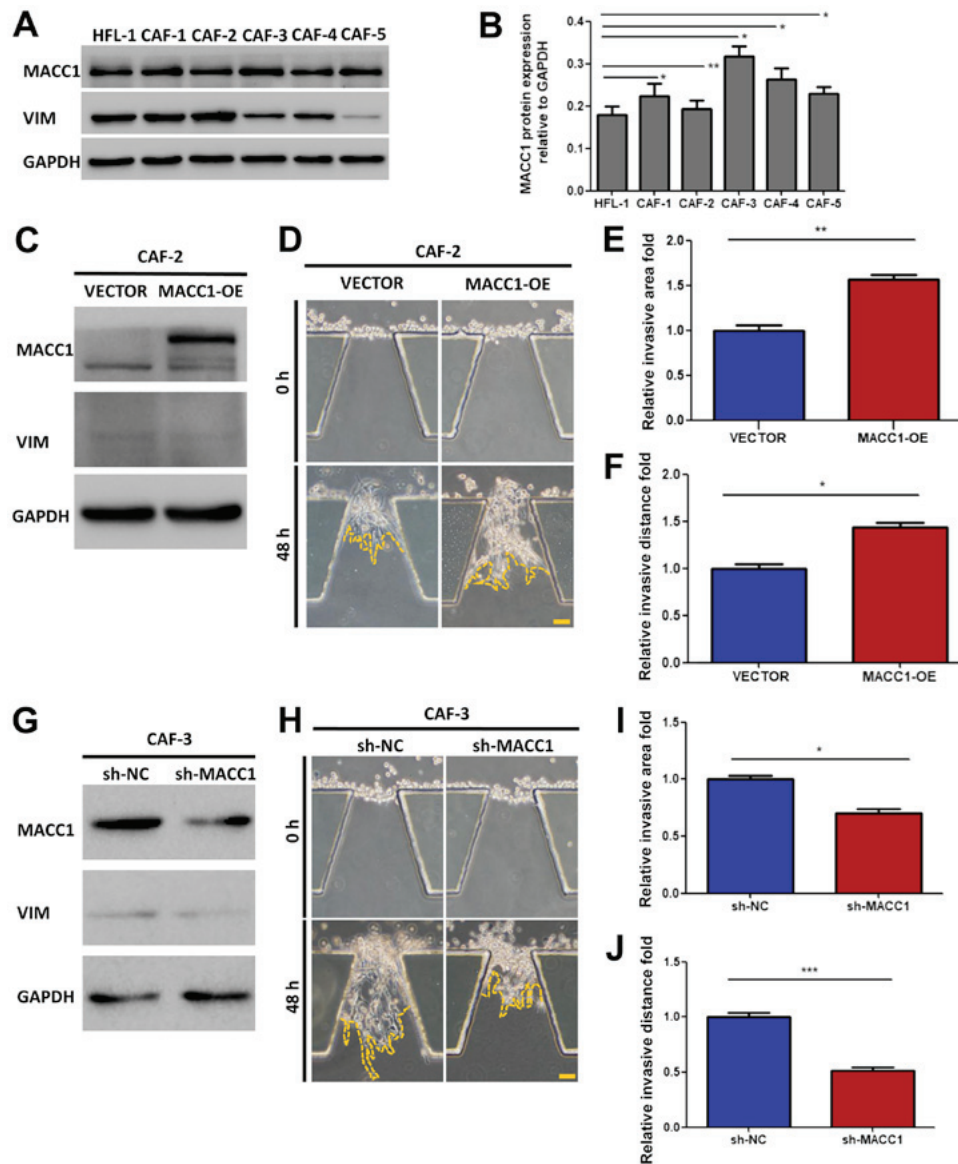 A
HFL-1 CAF-1 CAF-2 CAF-3 CAF-4 CAF-5
MACC1
VIM
GAPDH
B
MACC1 protein expression
relative to GAPDH
0.4
0.3
0.2
0.1
0.0
*
**
*
*
*
HFL-1 CAF-1 CAF-2 CAF-3 CAF-4 CAF-5
C
CAF-2
VECTOR MACC1-OE
MACC1
VIM
GAPDH
D
CAF-2
VECTOR MACC1-OE
0 h
48 h
E
Relative invasive area fold
2.0
1.5
1.0
1.5
0.0
**
VECTOR MACC1-OE
F
Relative invasive distance fold
2.0
1.5
1.0
0.5
0.0
*
VECTOR MACC1-OE
G
CAF-3
sh-NC sh-MACC1
MACC1
VIM
GAPDH
H
CAF-3
sh-NC sh-MACC1
0 h
48 h
I
Relative invasive area fold
1.5
1.0
0.5
0.0
*
sh-NC sh-MACC1
J
Relative invasive distance fold
1.5
1.0
0.5
0.0
***
sh-NC sh-MACC1